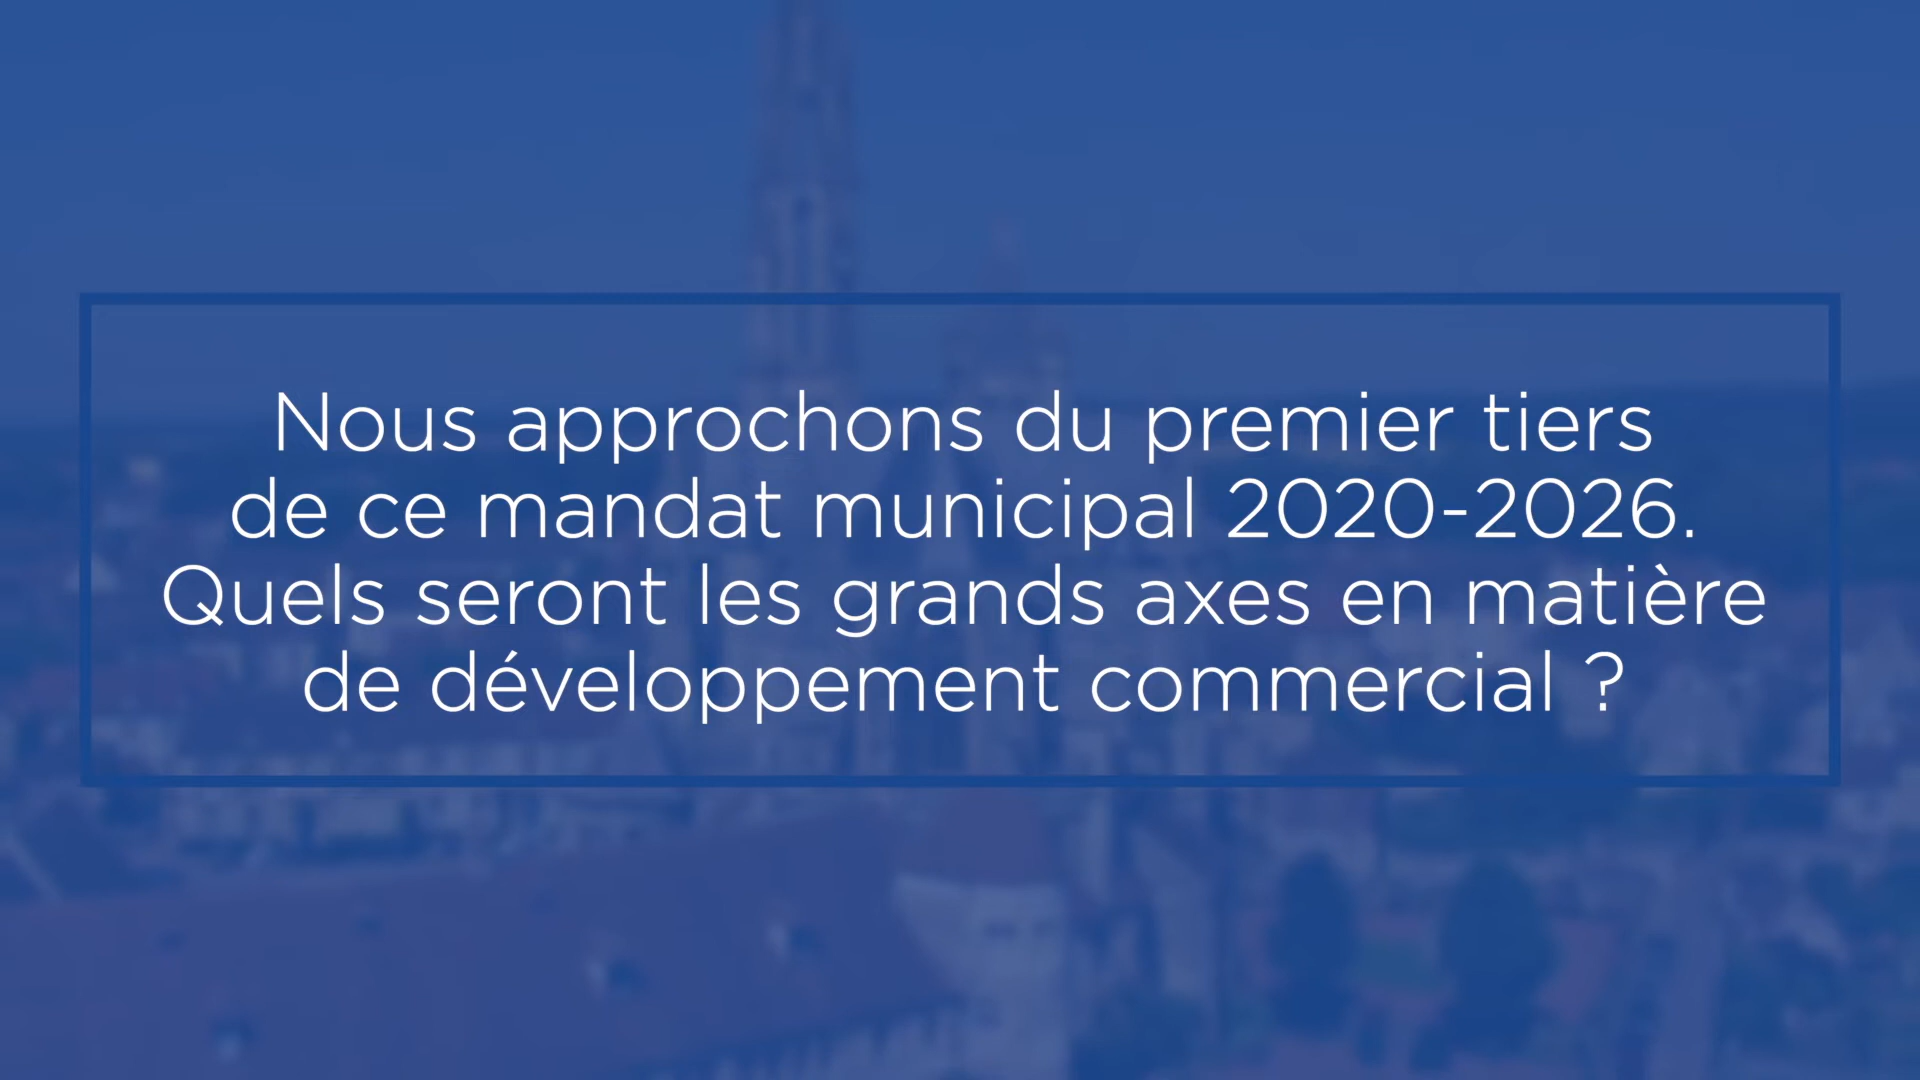 Nous approchons du premier tiers
de ce mandat municipal 2020-2026.
Quels seront les grands axes en matière
de développement commercial ?